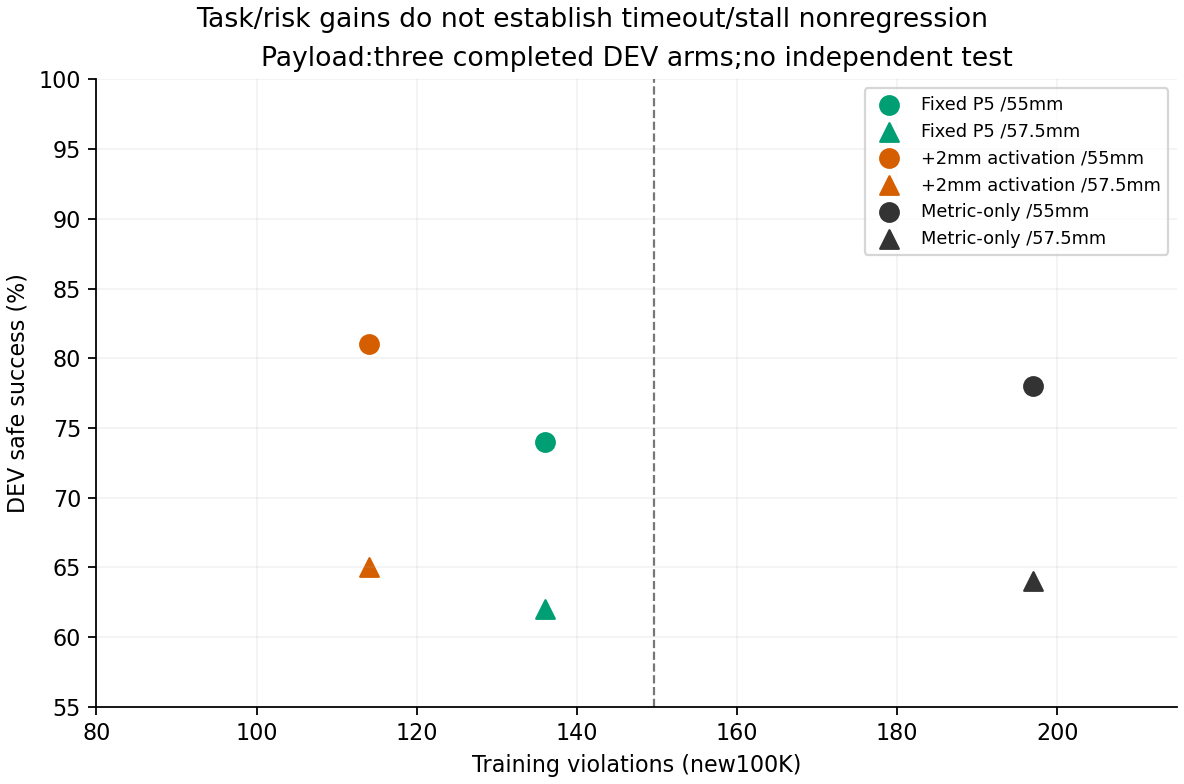 Task/risk gains do not establish timeout/stall nonregression
Payload:three completed DEV arms;no independent test
100
95
90
85
80
75
70
65
60
55
DEV safe success (%)
Fixed P5 /55mm
Fixed P5 /57.5mm
+2mm activation /55mm
+2mm activation /57.5mm
Metric-only /55mm
Metric-only /57.5mm
80
100
120
140
160
180
200
Training violations (new100K)